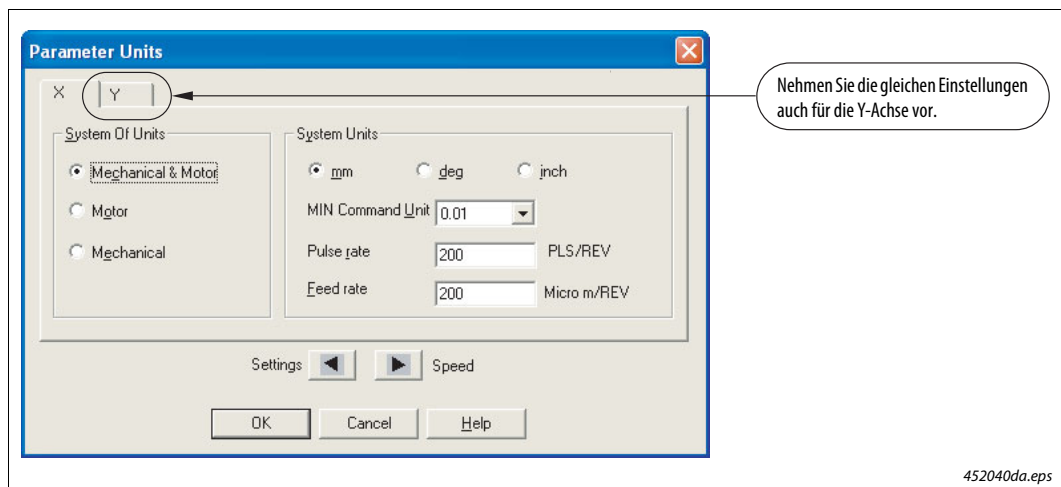 Parameter Units
X Y
System Of Units
Mechanical & Motor
Motor
Mechanical
System Units
mm deg inch
MIN Command Unit 0.01
Pulse rate 200 PLS/REV
Feed rate 200 Micro m/REV
Settings Speed
OK Cancel Help
Nehmen Sie die gleichen Einstellungen
auch für die Y-Achse vor.
452040da.eps